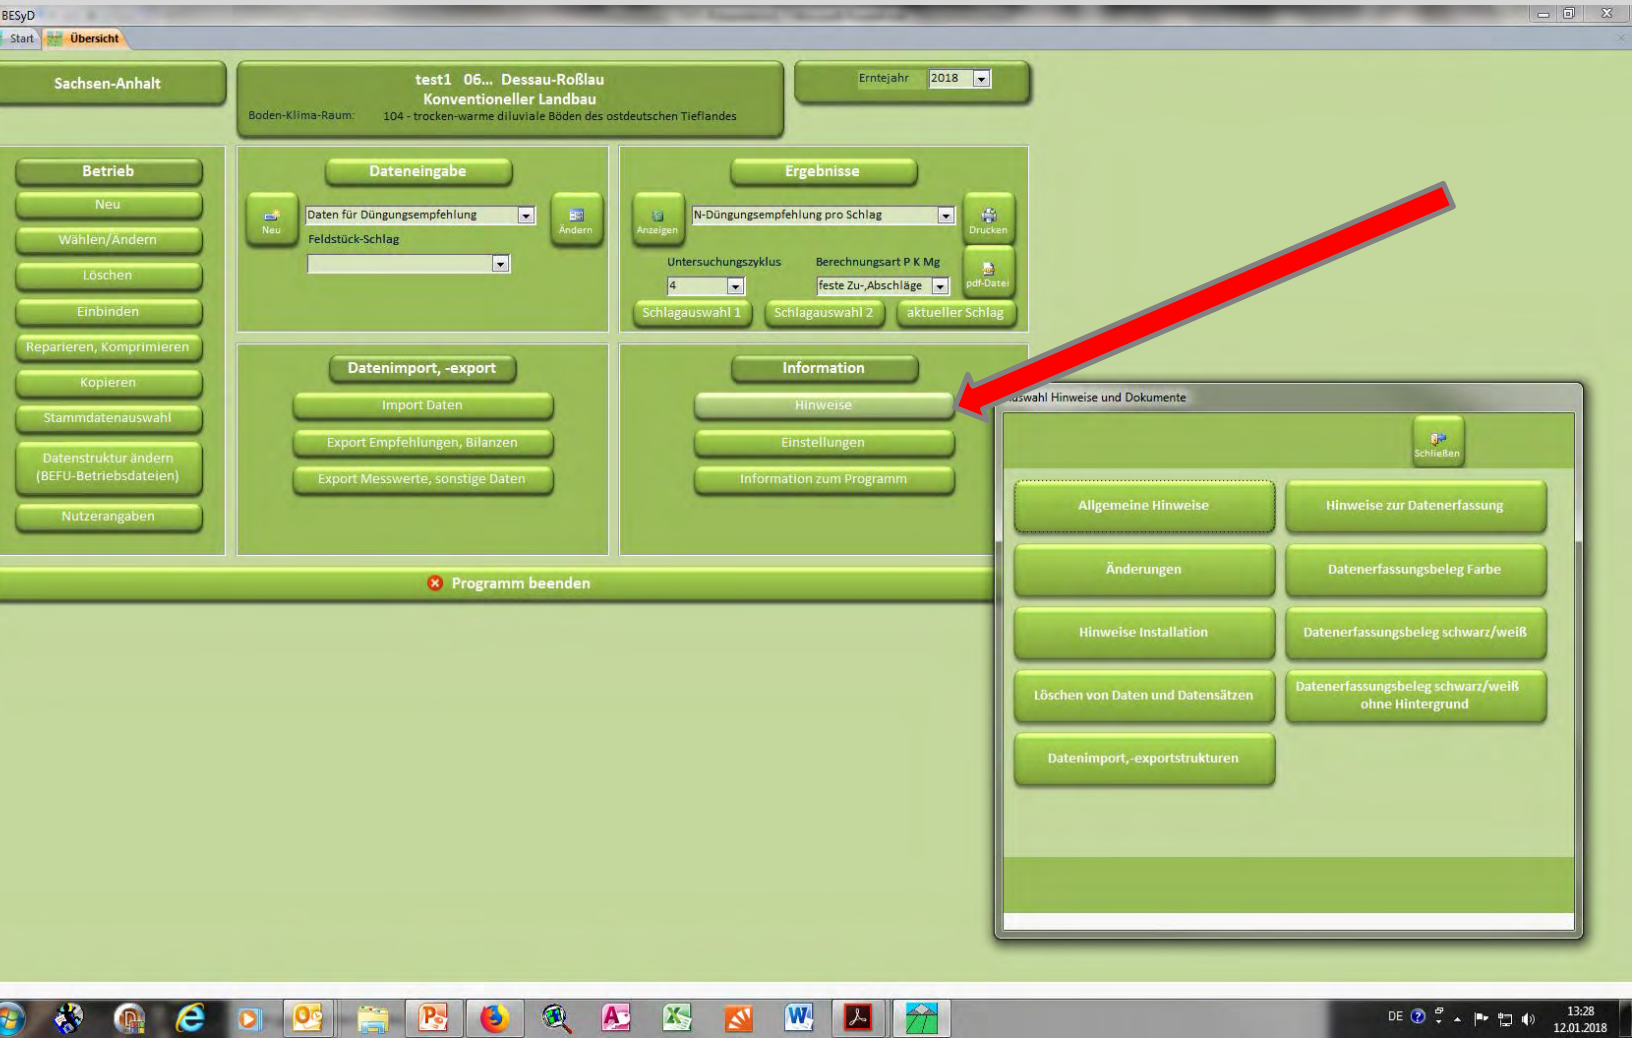 BESyD
Start
Übersicht
Sachsen-Anhalt
test1 06... Dessau-Roßlau
Konventioneller Landbau
Boden-Klima-Raum: 104 - trocken-warme diluviale Böden des ostdeutschen Tieflandes
Erntejahr 2018
Betrieb
Neu
Wählen/Ändern
Löschen
Einbinden
Reparieren, Komprimieren
Kopieren
Stammdatenauswahl
Datenstruktur ändern
(BEFU-Betriebsdateien)
Nutzerangaben
Dateneingabe
Neu
Daten für Düngungsempfehlung
Ändern
Feldstück-Schlag
Ergebnisse
Anzeigen
N-Düngungsempfehlung pro Schlag
Drucken
Untersuchungszyklus
Berechnungsart P K Mg
4
feste Zu-,Abschläge
pdf-Datei
Schlagauswahl 1
Schlagauswahl 2
aktueller Schlag
Datenimport, -export
Import Daten
Export Empfehlungen, Bilanzen
Export Messwerte, sonstige Daten
Information
Hinweise
Einstellungen
Information zum Programm
Programm beenden
uswahl Hinweise und Dokumente
Schließen
Allgemeine Hinweise
Hinweise zur Datenerfassung
Änderungen
Datenerfassungsbeleg Farbe
Hinweise Installation
Datenerfassungsbeleg schwarz/weiß
Löschen von Daten und Datensätzen
Datenerfassungsbeleg schwarz/weiß
ohne Hintergrund
Datenimport,-exportstrukturen
DE
13:28
12.01.2018